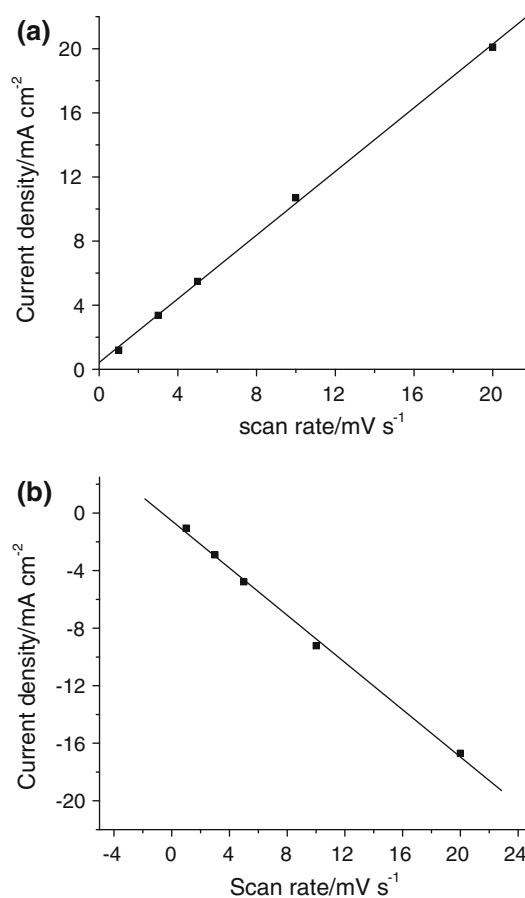 (a)
20
16
12
8
4
0
Current density/mA cm⁻²
0 4 8 12 16 20
scan rate/mV s⁻¹
(b)
0
-4
-8
-12
-16
-20
Current density/mA cm⁻²
-4 0 4 8 12 16 20 24
Scan rate/mV s⁻¹